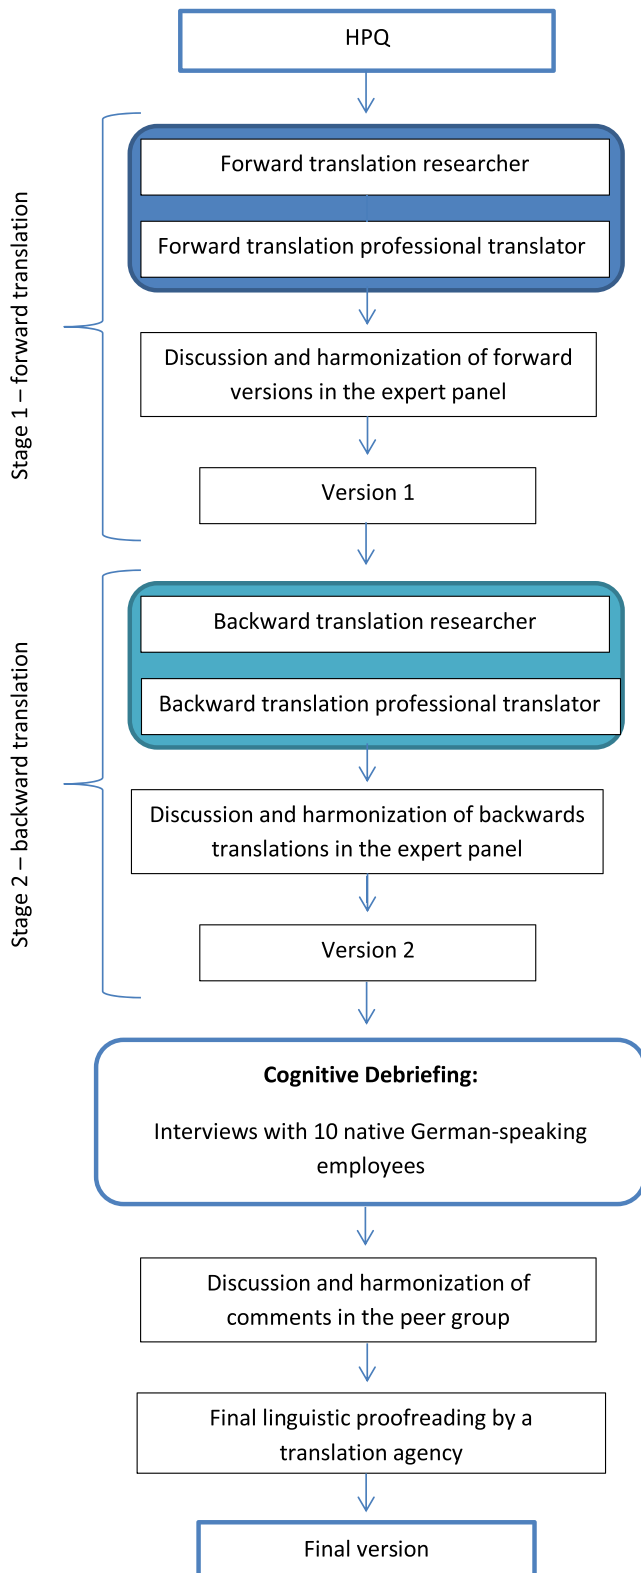 HPQ
Stage 1 – forward translation
Forward translation researcher
Forward translation professional translator
Discussion and harmonization of forward
versions in the expert panel
Version 1
Stage 2 – backward translation
Backward translation researcher
Backward translation professional translator
Discussion and harmonization of backwards
translations in the expert panel
Version 2
Cognitive Debriefing:
Interviews with 10 native German-speaking
employees
Discussion and harmonization of
comments in the peer group
Final linguistic proofreading by a
translation agency
Final version